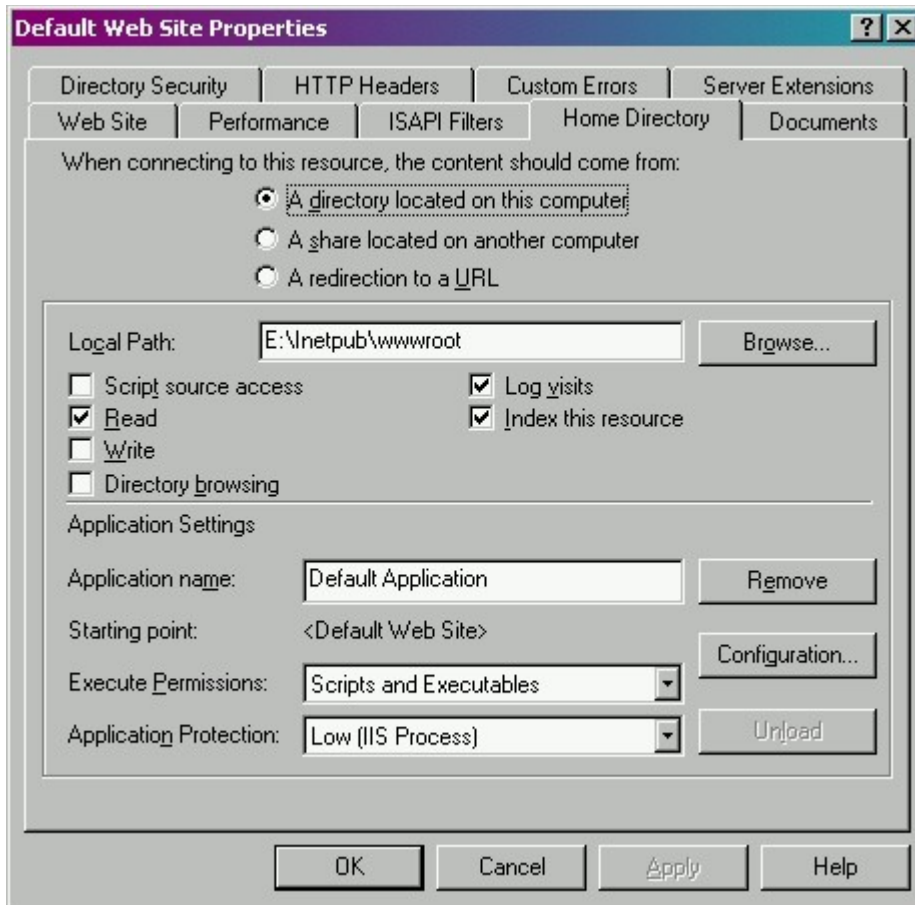 Default Web Site Properties
Directory Security HTTP Headers Custom Errors Server Extensions
Web Site Performance ISAPI Filters Home Directory Documents
When connecting to this resource, the content should come from:
A directory located on this computer
A share located on another computer
A redirection to a URL
Local Path: E:\Inetpub\wwwroot Browse...
Script source access Log visits
Read Index this resource
Write
Directory browsing
Application Settings
Application name: Default Application Remove
Starting point: <Default Web Site>
Configuration...
Execute Permissions: Scripts and Executables
Application Protection: Low (IIS Process) Unload
OK Cancel Apply Help